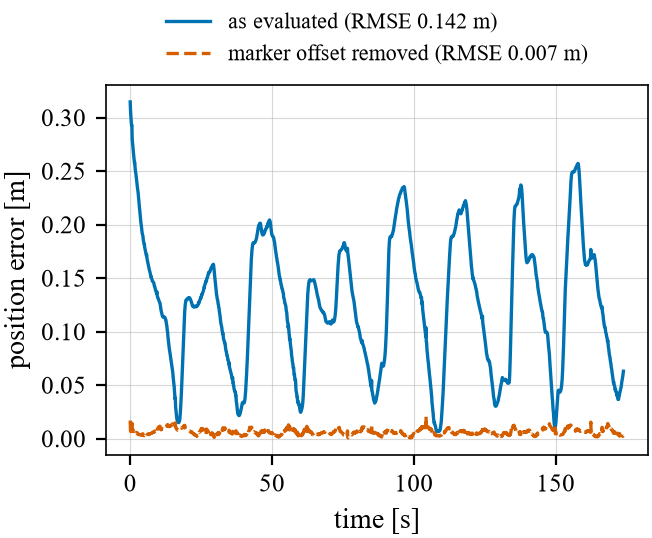 as evaluated (RMSE 0.142 m)
marker offset removed (RMSE 0.007 m)
position error [m]
0.30
0.25
0.20
0.15
0.10
0.05
0.00
0 50 100 150
time [s]